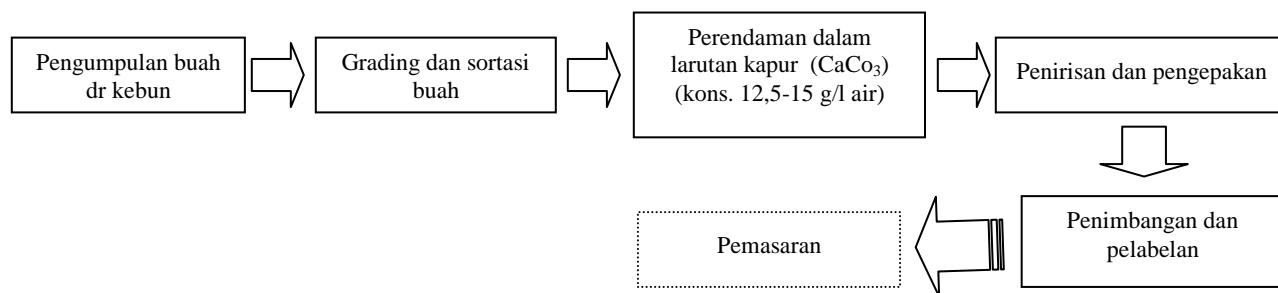 Pengumpulan buah
dr kebun
Grading dan sortasi
buah
Perendaman dalam
larutan kapur (CaCo₃)
(kons. 12,5-15 g/l air)
Penirisan dan pengepakan
Penimbangan dan
pelabelan
Pemasaran